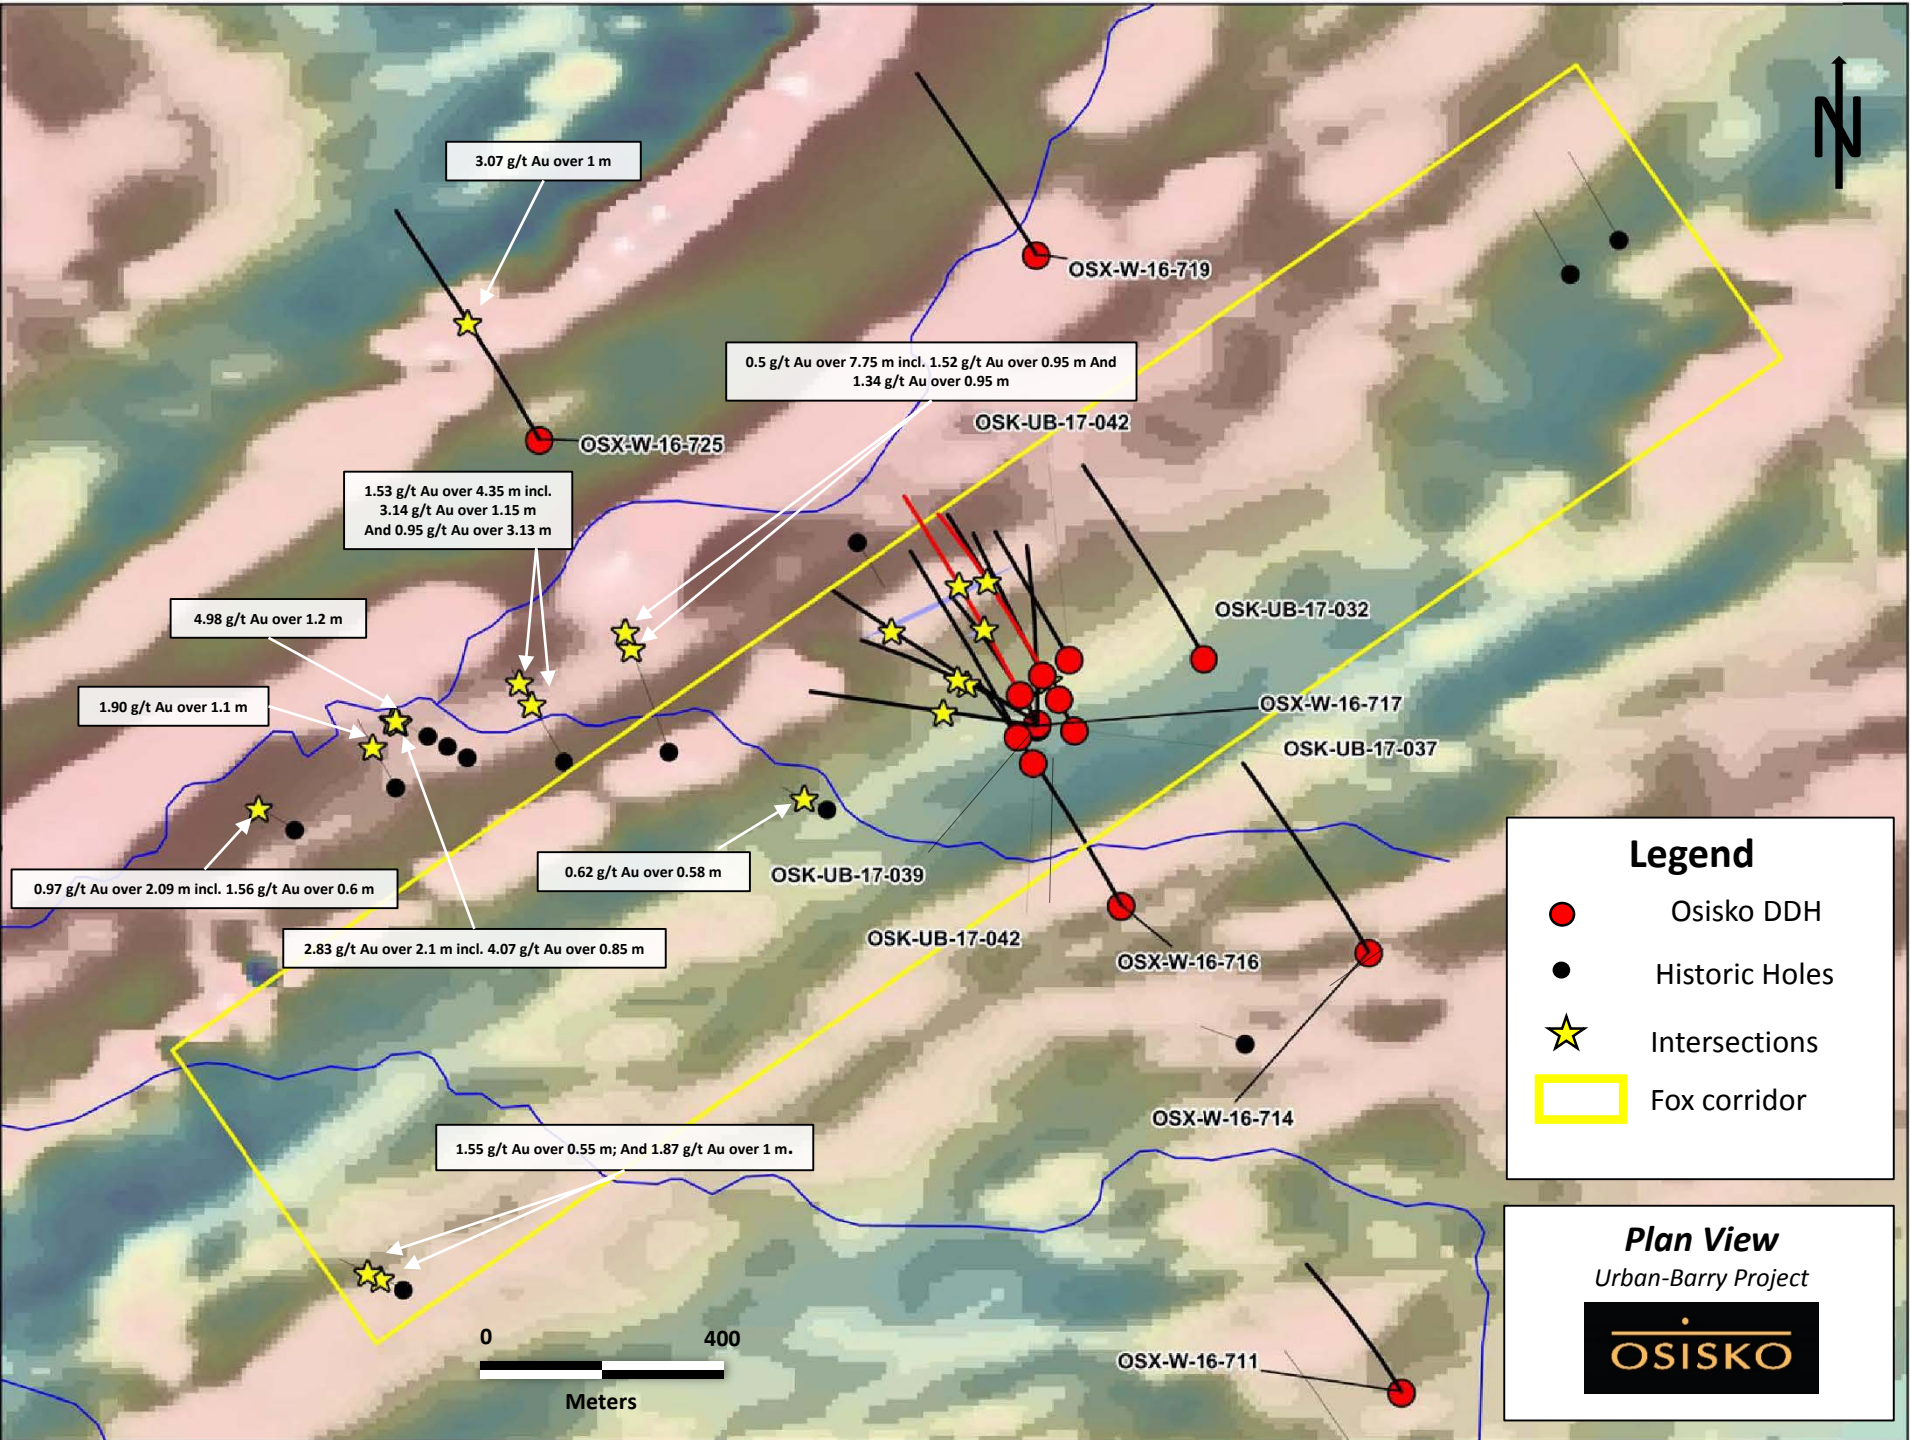 N
3.07 g/t Au over 1 m
OSX-W-16-719
0.5 g/t Au over 7.75 m incl. 1.52 g/t Au over 0.95 m And
1.34 g/t Au over 0.95 m
OSK-UB-17-042
OSX-W-16-725
1.53 g/t Au over 4.35 m incl.
3.14 g/t Au over 1.15 m
And 0.95 g/t Au over 3.13 m
4.98 g/t Au over 1.2 m
OSK-UB-17-032
1.90 g/t Au over 1.1 m
OSX-W-16-717
OSK-UB-17-037
0.97 g/t Au over 2.09 m incl. 1.56 g/t Au over 0.6 m
0.62 g/t Au over 0.58 m
OSK-UB-17-039
2.83 g/t Au over 2.1 m incl. 4.07 g/t Au over 0.85 m
OSK-UB-17-042
OSX-W-16-716
OSX-W-16-714
1.55 g/t Au over 0.55 m; And 1.87 g/t Au over 1 m.
OSX-W-16-711
0 400
Meters
Legend
Osisko DDH
Historic Holes
Intersections
Fox corridor
Plan View
Urban-Barry Project
OSISKO